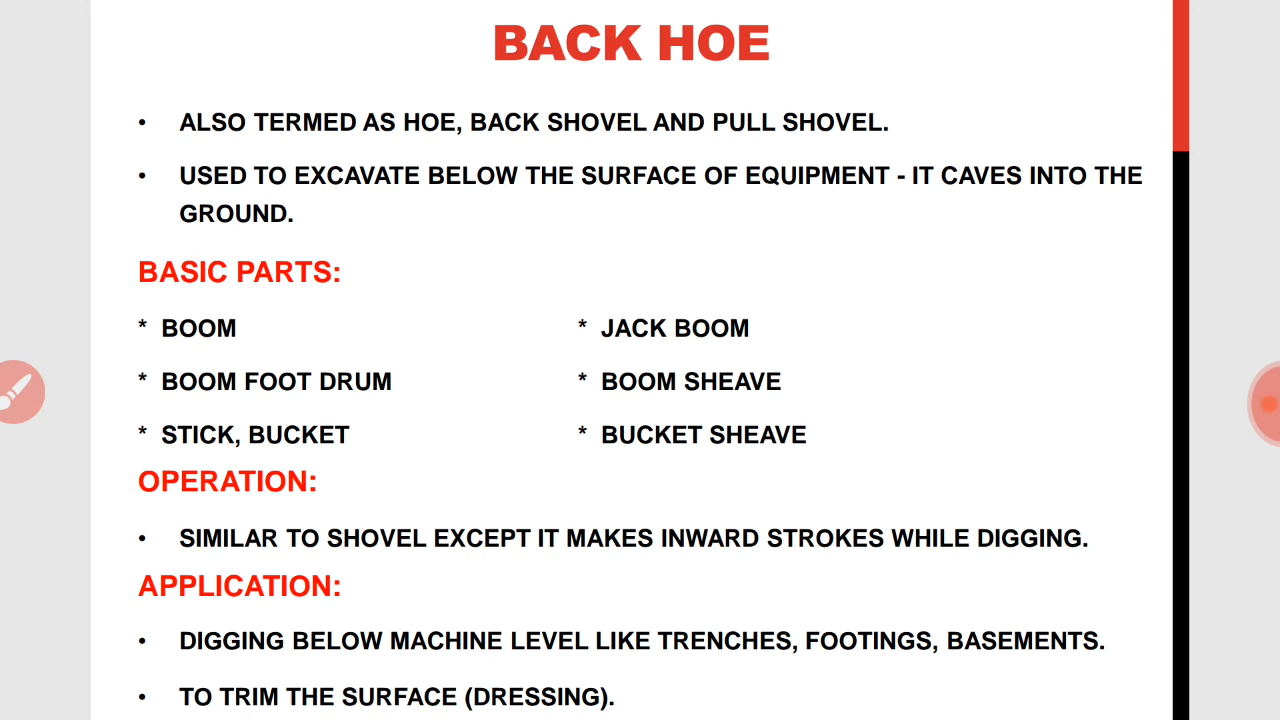 BACK HOE
• ALSO TERMED AS HOE, BACK SHOVEL AND PULL SHOVEL.
• USED TO EXCAVATE BELOW THE SURFACE OF EQUIPMENT - IT CAVES INTO THE
GROUND.
BASIC PARTS:
* BOOM * JACK BOOM
* BOOM FOOT DRUM * BOOM SHEAVE
* STICK, BUCKET * BUCKET SHEAVE
OPERATION:
• SIMILAR TO SHOVEL EXCEPT IT MAKES INWARD STROKES WHILE DIGGING.
APPLICATION:
• DIGGING BELOW MACHINE LEVEL LIKE TRENCHES, FOOTINGS, BASEMENTS.
• TO TRIM THE SURFACE (DRESSING).